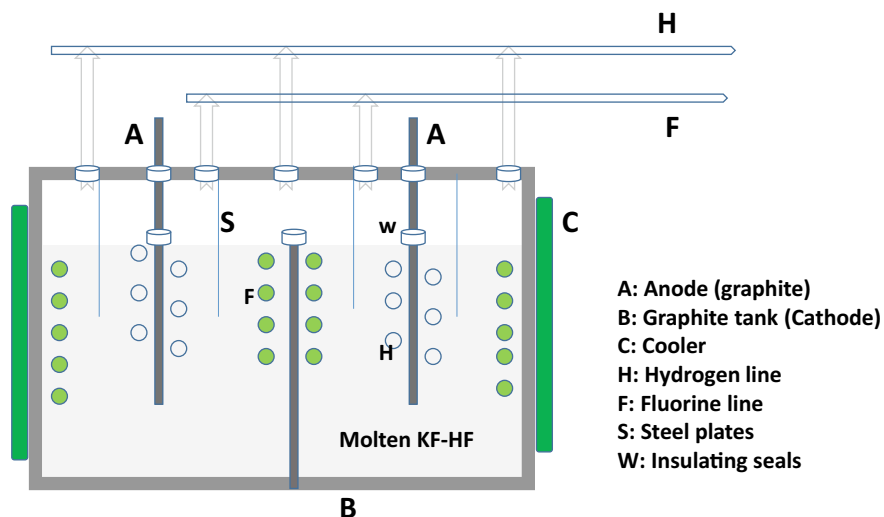 H
F
A
A
S
w
C
F
H
Molten KF-HF
B
A: Anode (graphite)
B: Graphite tank (Cathode)
C: Cooler
H: Hydrogen line
F: Fluorine line
S: Steel plates
W: Insulating seals